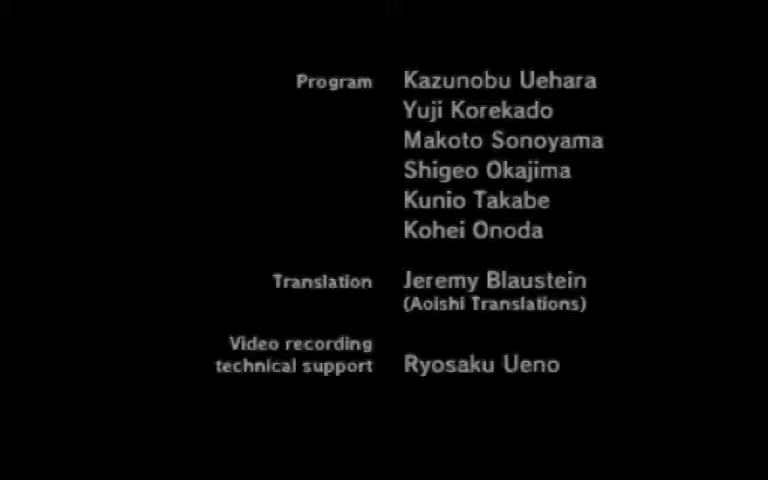 Program Kazunobu Uehara
Yuji Korekado
Makoto Sonoyama
Shigeo Okajima
Kunio Takabe
Kohei Onoda
Translation Jeremy Blaustein
(Aoishi Translations)
Video recording
technical support Ryosaku Ueno